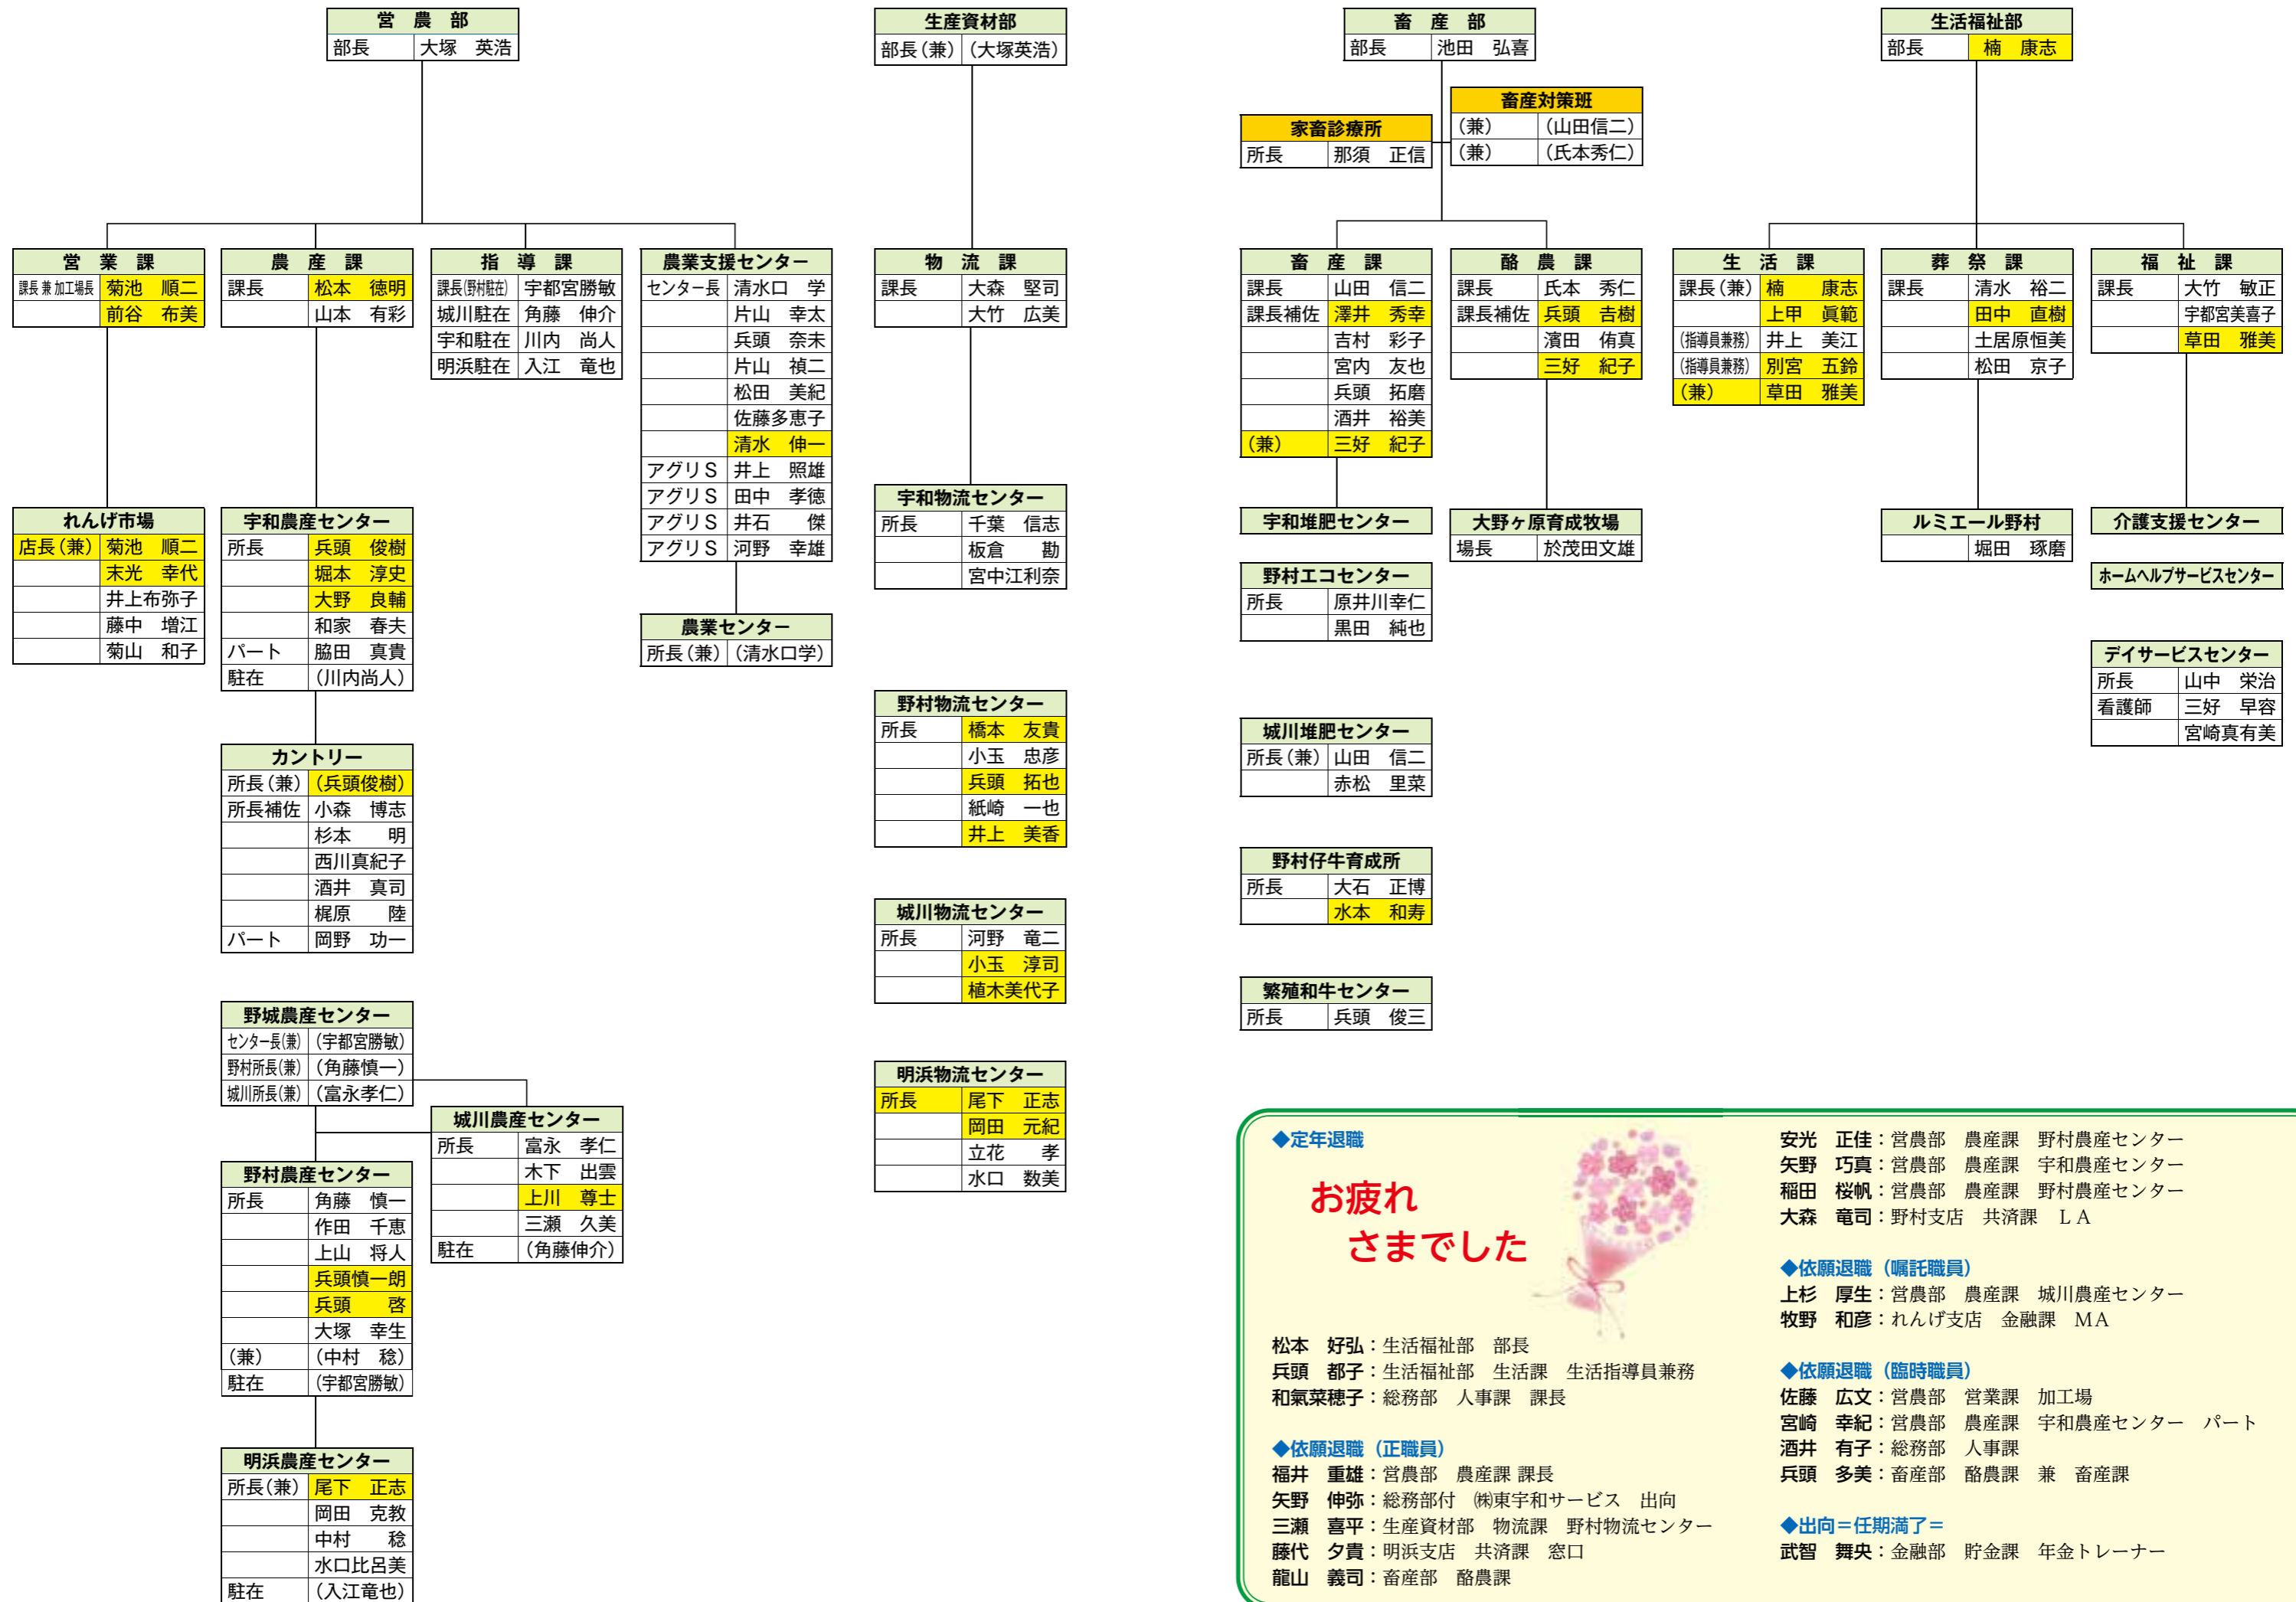 営　農　部
部長　大塚　英浩
営　業　課
課長 兼 加工場長　菊池　順二
前谷　布美
れんげ市場
店長（兼）　菊池　順二
末光　幸代
井上布弥子
藤中　増江
菊山　和子
農　産　課
課長　松本　徳明
山本　有彩
宇和農産センター
所長　兵頭　俊樹
堀本　淳史
大野　良輔
和家　春夫
パート　脇田　真貴
駐在　（川内尚人）
カントリー
所長（兼）　（兵頭俊樹）
所長補佐　小森　博志
杉本　明
西川真紀子
酒井　真司
梶原　陸
パート　岡野　功一
野城農産センター
センター長（兼）　（宇都宮勝敏）
野村所長（兼）　（角藤慎一）
城川所長（兼）　（富永孝仁）
城川農産センター
所長　富永　孝仁
木下　出雲
上川　尊士
三瀬　久美
駐在　（角藤伸介）
野村農産センター
所長　角藤　慎一
作田　千恵
上山　将人
兵頭慎一朗
兵頭　啓
大塚　幸生
（兼）　（中村　稔）
駐在　（宇都宮勝敏）
明浜農産センター
所長（兼）　尾下　正志
岡田　克教
中村　稔
水口比呂美
駐在　（入江竜也）
指　導　課
課長（野村駐在）　宇都宮勝敏
城川駐在　角藤　伸介
宇和駐在　川内　尚人
明浜駐在　入江　竜也
農業支援センター
センター長　清水口　学
片山　幸太
兵頭　奈未
片山　禎二
松田　美紀
佐藤多恵子
清水　伸一
アグリＳ　井上　照雄
アグリＳ　田中　孝徳
アグリＳ　井石　傑
アグリＳ　河野　幸雄
農業センター
所長（兼）　（清水口学）
生産資材部
部長（兼）　（大塚英浩）
物　流　課
課長　大森　堅司
大竹　広美
宇和物流センター
所長　千葉　信志
板倉　勘
宮中江利奈
野村物流センター
所長　橋本　友貴
小玉　忠彦
兵頭　拓也
紙崎　一也
井上　美香
城川物流センター
所長　河野　竜二
小玉　淳司
植木美代子
明浜物流センター
所長　尾下　正志
岡田　元紀
立花　孝
水口　数美
畜　産　部
部長　池田　弘喜
家畜診療所
所長　那須　正信
畜産対策班
（兼）　（山田信二）
（兼）　（氏本秀仁）
畜　産　課
課長　山田　信二
課長補佐　澤井　秀幸
吉村　彩子
宮内　友也
兵頭　拓磨
酒井　裕美
（兼）　三好　紀子
宇和堆肥センター
野村エコセンター
所長　原井川幸仁
黒田　純也
城川堆肥センター
所長（兼）　山田　信二
赤松　里菜
野村仔牛育成所
所長　大石　正博
水本　和寿
繁殖和牛センター
所長　兵頭　俊三
酪　農　課
課長　氏本　秀仁
課長補佐　兵頭　𠮷樹
濱田　侑真
三好　紀子
大野ヶ原育成牧場
場長　於茂田文雄
生活福祉部
部長　楠　康志
生　活　課
課長（兼）　楠　康志
上甲　眞範
（指導員兼務）　井上　美江
（指導員兼務）　別宮　五鈴
（兼）　草田　雅美
葬　祭　課
課長　清水　裕二
田中　直樹
土居原恒美
松田　京子
ルミエール野村
堀田　琢磨
福　祉　課
課長　大竹　敏正
宇都宮美喜子
草田　雅美
介護支援センター
ホームヘルプサービスセンター
デイサービスセンター
所長　山中　栄治
看護師　三好　早容
宮崎真有美
◆定年退職
お疲れ
さまでした
松本　好弘：生活福祉部　部長
兵頭　都子：生活福祉部　生活課　生活指導員兼務
和氣菜穂子：総務部　人事課　課長
◆依願退職（正職員）
福井　重雄：営農部　農産課 課長
矢野　伸弥：総務部付　㈱東宇和サービス　出向
三瀬　喜平：生産資材部　物流課　野村物流センター
藤代　夕貴：明浜支店　共済課　窓口
龍山　義司：畜産部　酪農課
安光　正佳：営農部　農産課　野村農産センター
矢野　巧真：営農部　農産課　宇和農産センター
稲田　桜帆：営農部　農産課　野村農産センター
大森　竜司：野村支店　共済課　ＬＡ
◆依願退職（嘱託職員）
上杉　厚生：営農部　農産課　城川農産センター
牧野　和彦：れんげ支店　金融課　ＭＡ
◆依願退職（臨時職員）
佐藤　広文：営農部　営業課　加工場
宮崎　幸紀：営農部　農産課　宇和農産センター　パート
酒井　有子：総務部　人事課
兵頭　多美：畜産部　酪農課　兼　畜産課
◆出向＝任期満了＝
武智　舞央：金融部　貯金課　年金トレーナー